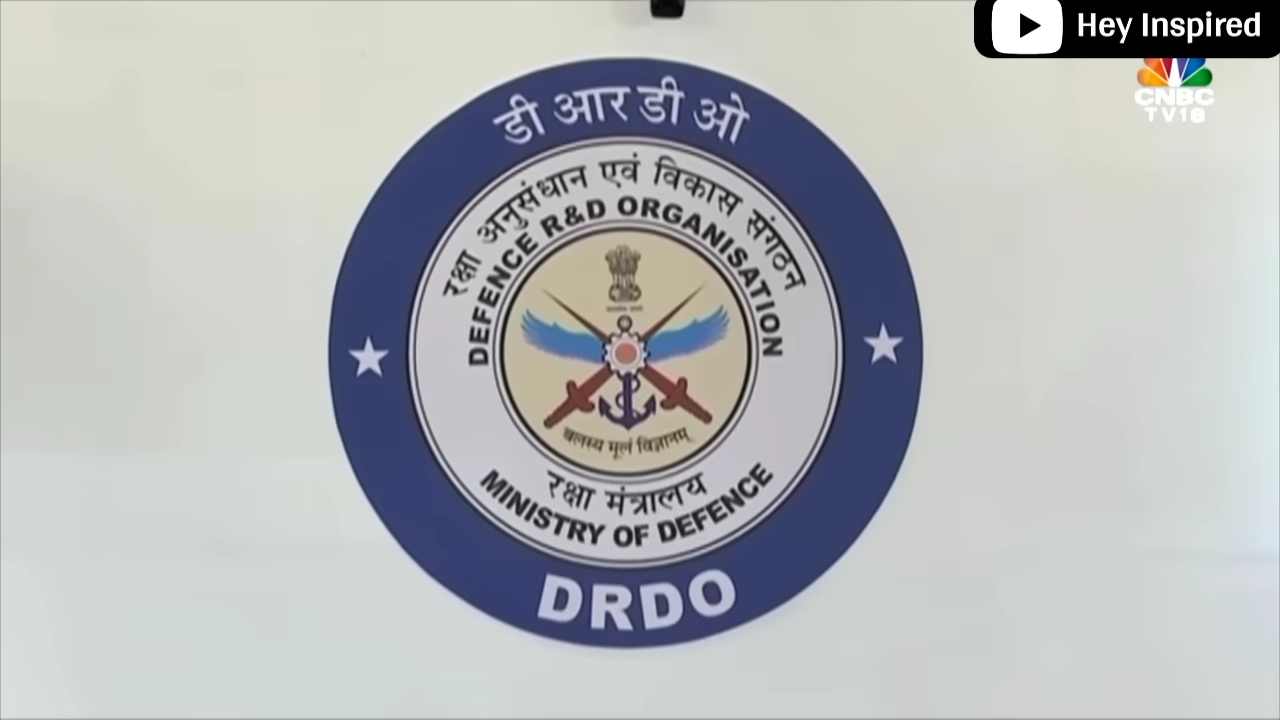 Hey Inspired
CNBC
TV18
डी आर डी ओ
रक्षा अनुसंधान एवं विकास संगठन
DEFENCE R&D ORGANISATION
बलस्य मूलं विज्ञानम्
रक्षा मंत्रालय
MINISTRY OF DEFENCE
DRDO